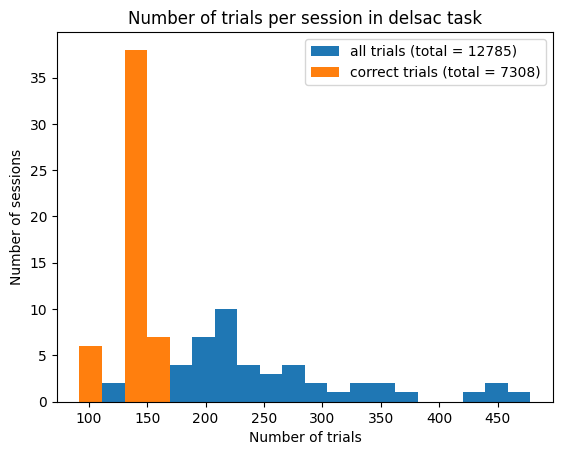 Number of trials per session in delsac task
all trials (total = 12785)
correct trials (total = 7308)
Number of sessions
35
30
25
20
15
10
5
0
100 150 200 250 300 350 400 450
Number of trials